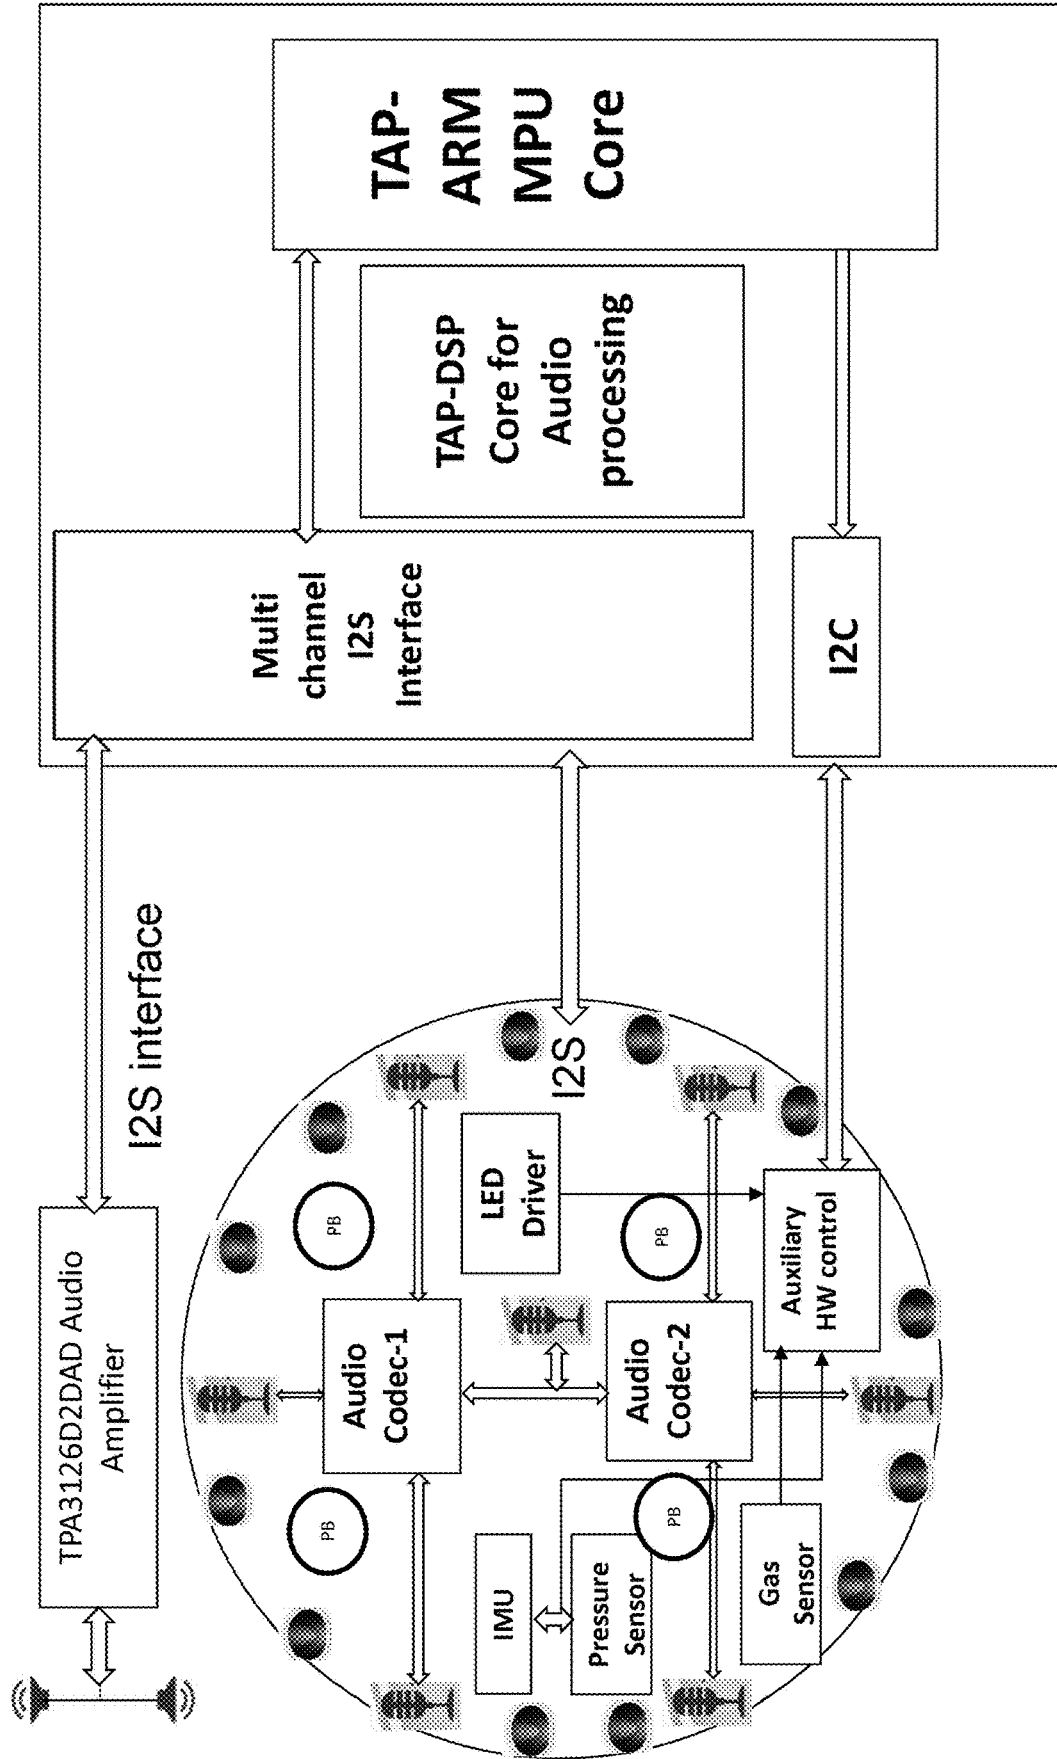 TPA3126D2DAD Audio
Amplifier
I2S interface
Multi
channel
I2S
Interface
TAP-
ARM
MPU
Core
TAP-DSP
Core for
Audio
processing
I2C
I2S
PB
PB
Audio
Codec-1
LED
Driver
IMU
Pressure
Sensor
PB
PB
Audio
Codec-2
Gas
Sensor
Auxiliary
HW control